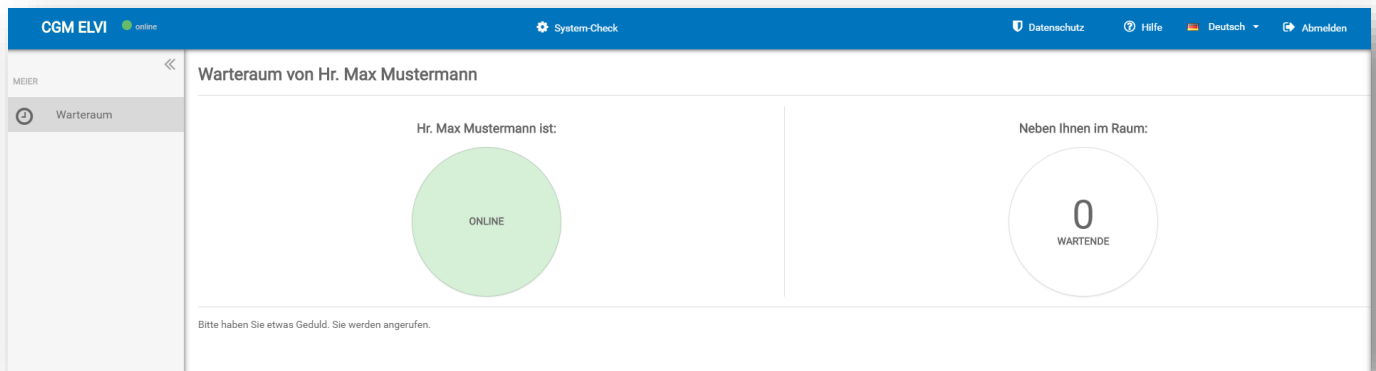 CGM ELVI online System-Check Datenschutz Hilfe Deutsch Abmelden
MEIER
Warteraum
Warteraum von Hr. Max Mustermann
Hr. Max Mustermann ist:
ONLINE
Neben Ihnen im Raum:
0
WARTENDE
Bitte haben Sie etwas Geduld. Sie werden angerufen.